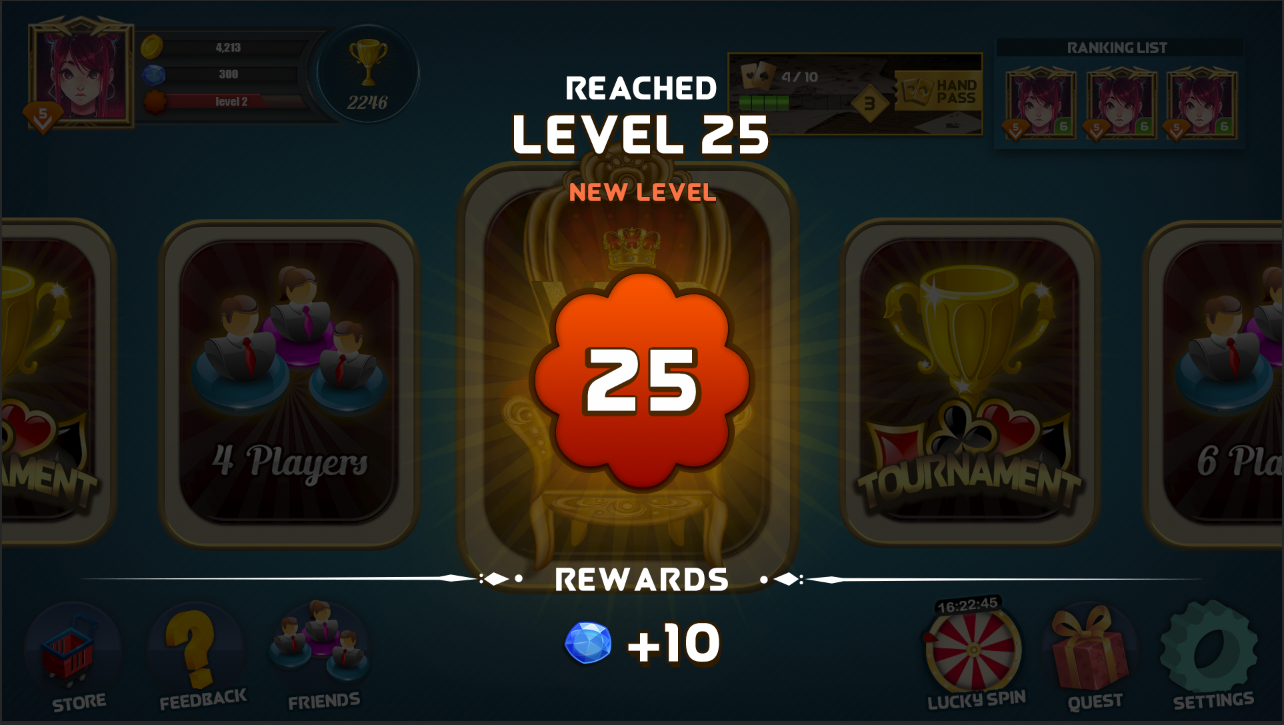 4,213
300
level 2
2246
5
REACHED
LEVEL 25
NEW LEVEL
4/10
3
HAND
PASS
RANKING LIST
5 6
5 6
5 6
25
MENT
4 Players
TOURNAMENT
6 Pla
REWARDS
+10
STORE
FEEDBACK
FRIENDS
16:22:45
LUCKY SPIN
QUEST
SETTINGS